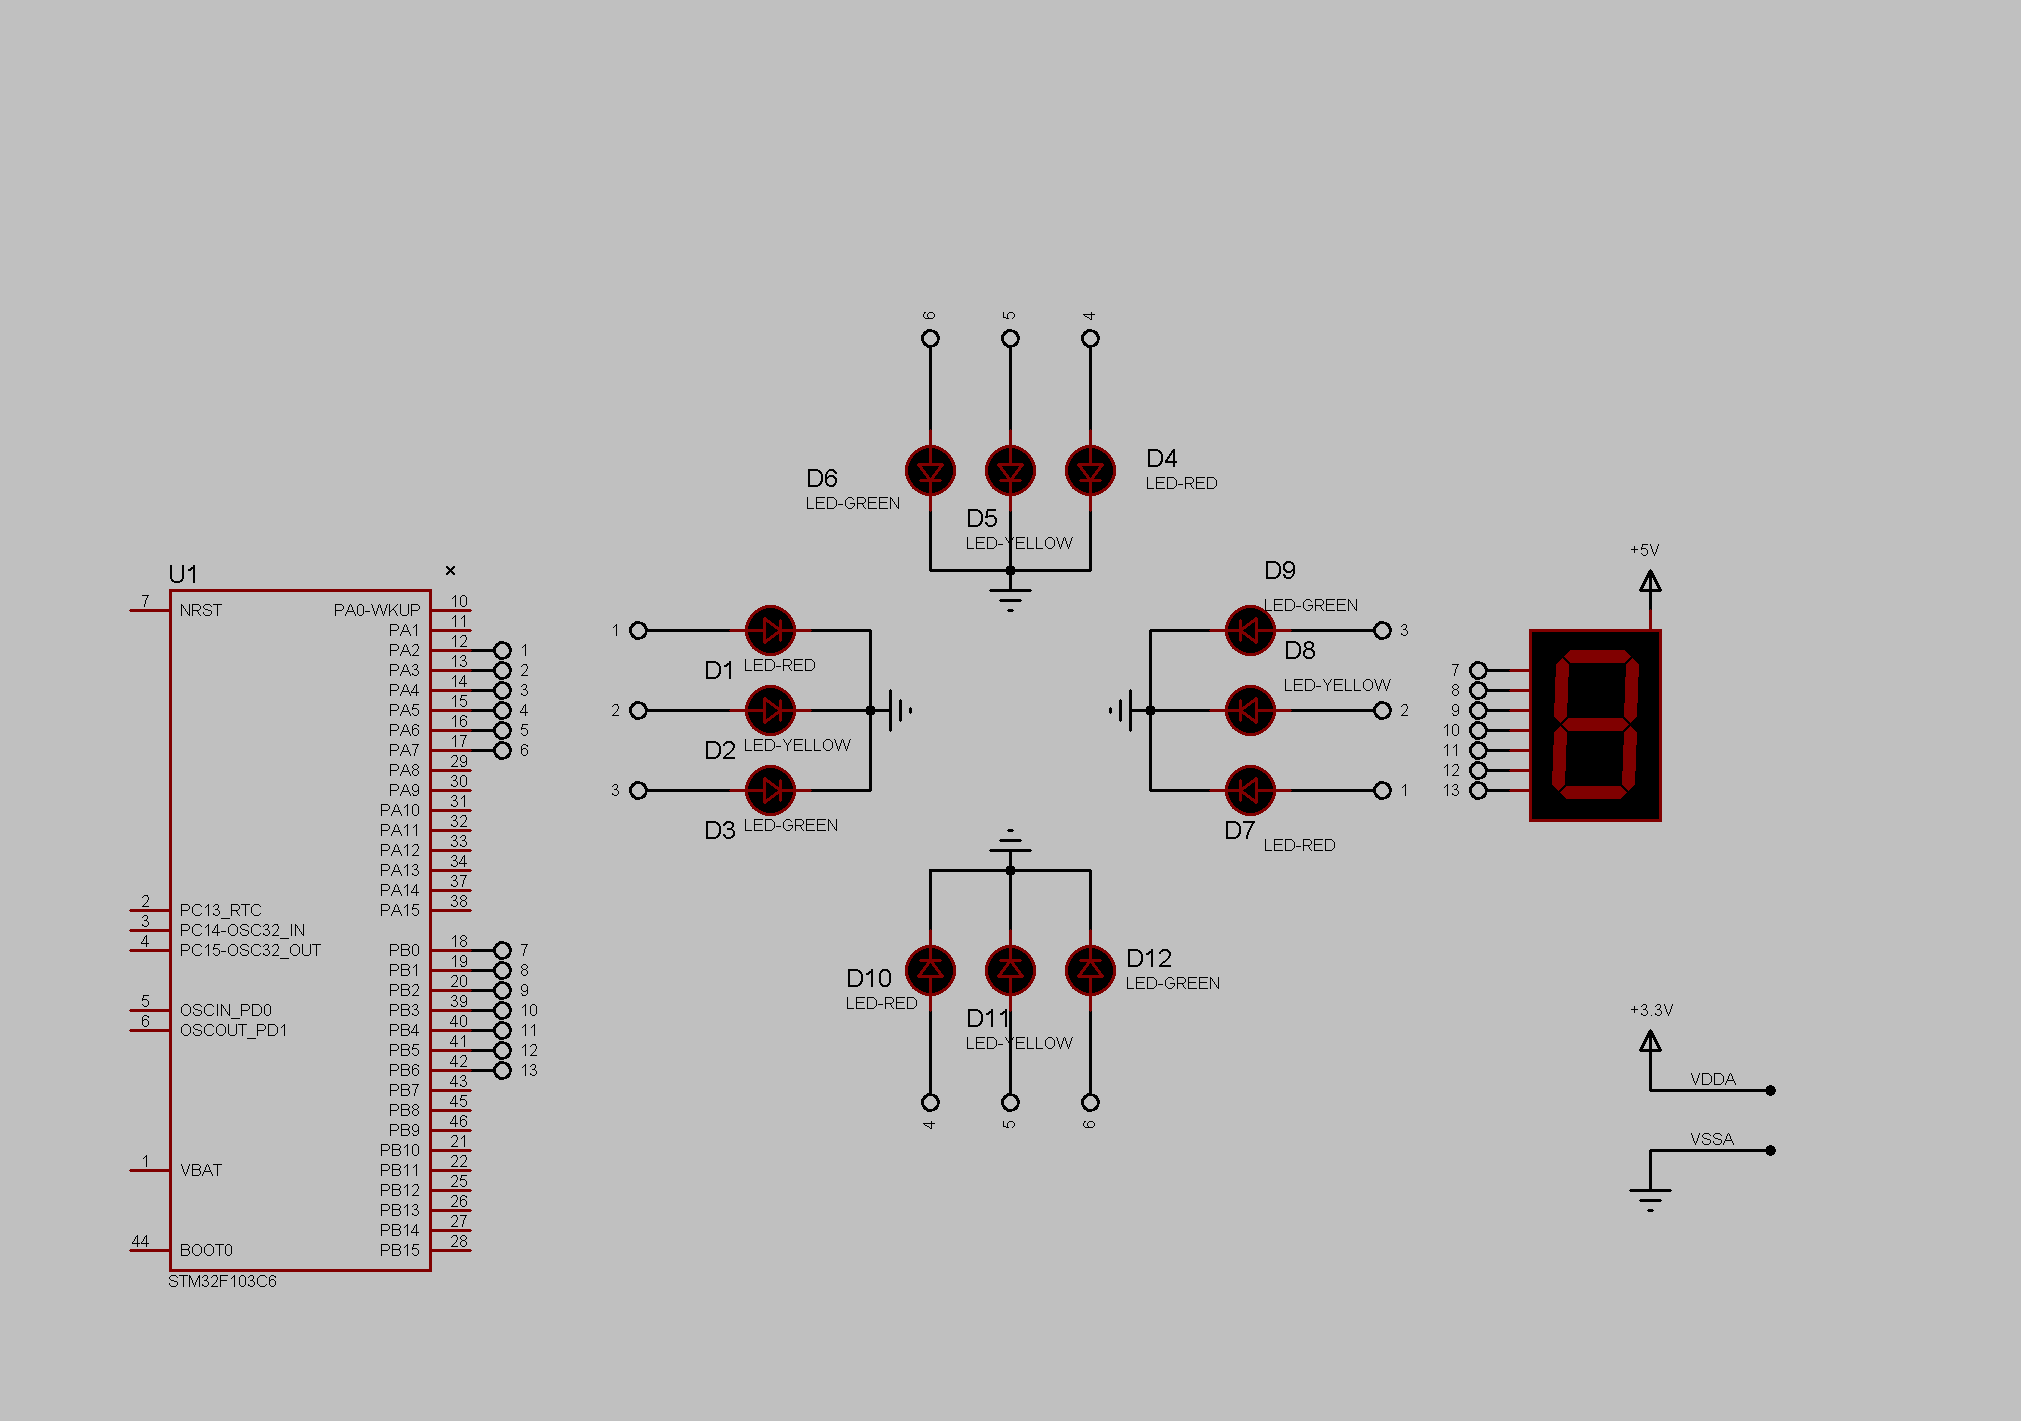 6 5 4
D6
LED-GREEN
D5
LED-YELLOW
D4
LED-RED
U1
7 NRST
2 PC13_RTC
3 PC14-OSC32_IN
4 PC15-OSC32_OUT
5 OSCIN_PD0
6 OSCOUT_PD1
1 VBAT
44 BOOT0
PA0-WKUP 10
PA1 11
PA2 12 1
PA3 13 2
PA4 14 3
PA5 15 4
PA6 16 5
PA7 17 6
PA8 29
PA9 30
PA10 31
PA11 32
PA12 33
PA13 34
PA14 37
PA15 38
PB0 18 7
PB1 19 8
PB2 20 9
PB3 39 10
PB4 40 11
PB5 41 12
PB6 42 13
PB7 43
PB8 45
PB9 46
PB10 21
PB11 22
PB12 25
PB13 26
PB14 27
PB15 28
STM32F103C6
1
D1 LED-RED
2
D2 LED-YELLOW
3
D3 LED-GREEN
D9
LED-GREEN
3
D8
LED-YELLOW
2
1
D7
LED-RED
D10
LED-RED
D11
LED-YELLOW
D12
LED-GREEN
4 5 6
+5V
7
8
9
10
11
12
13
+3.3V
VDDA
VSSA